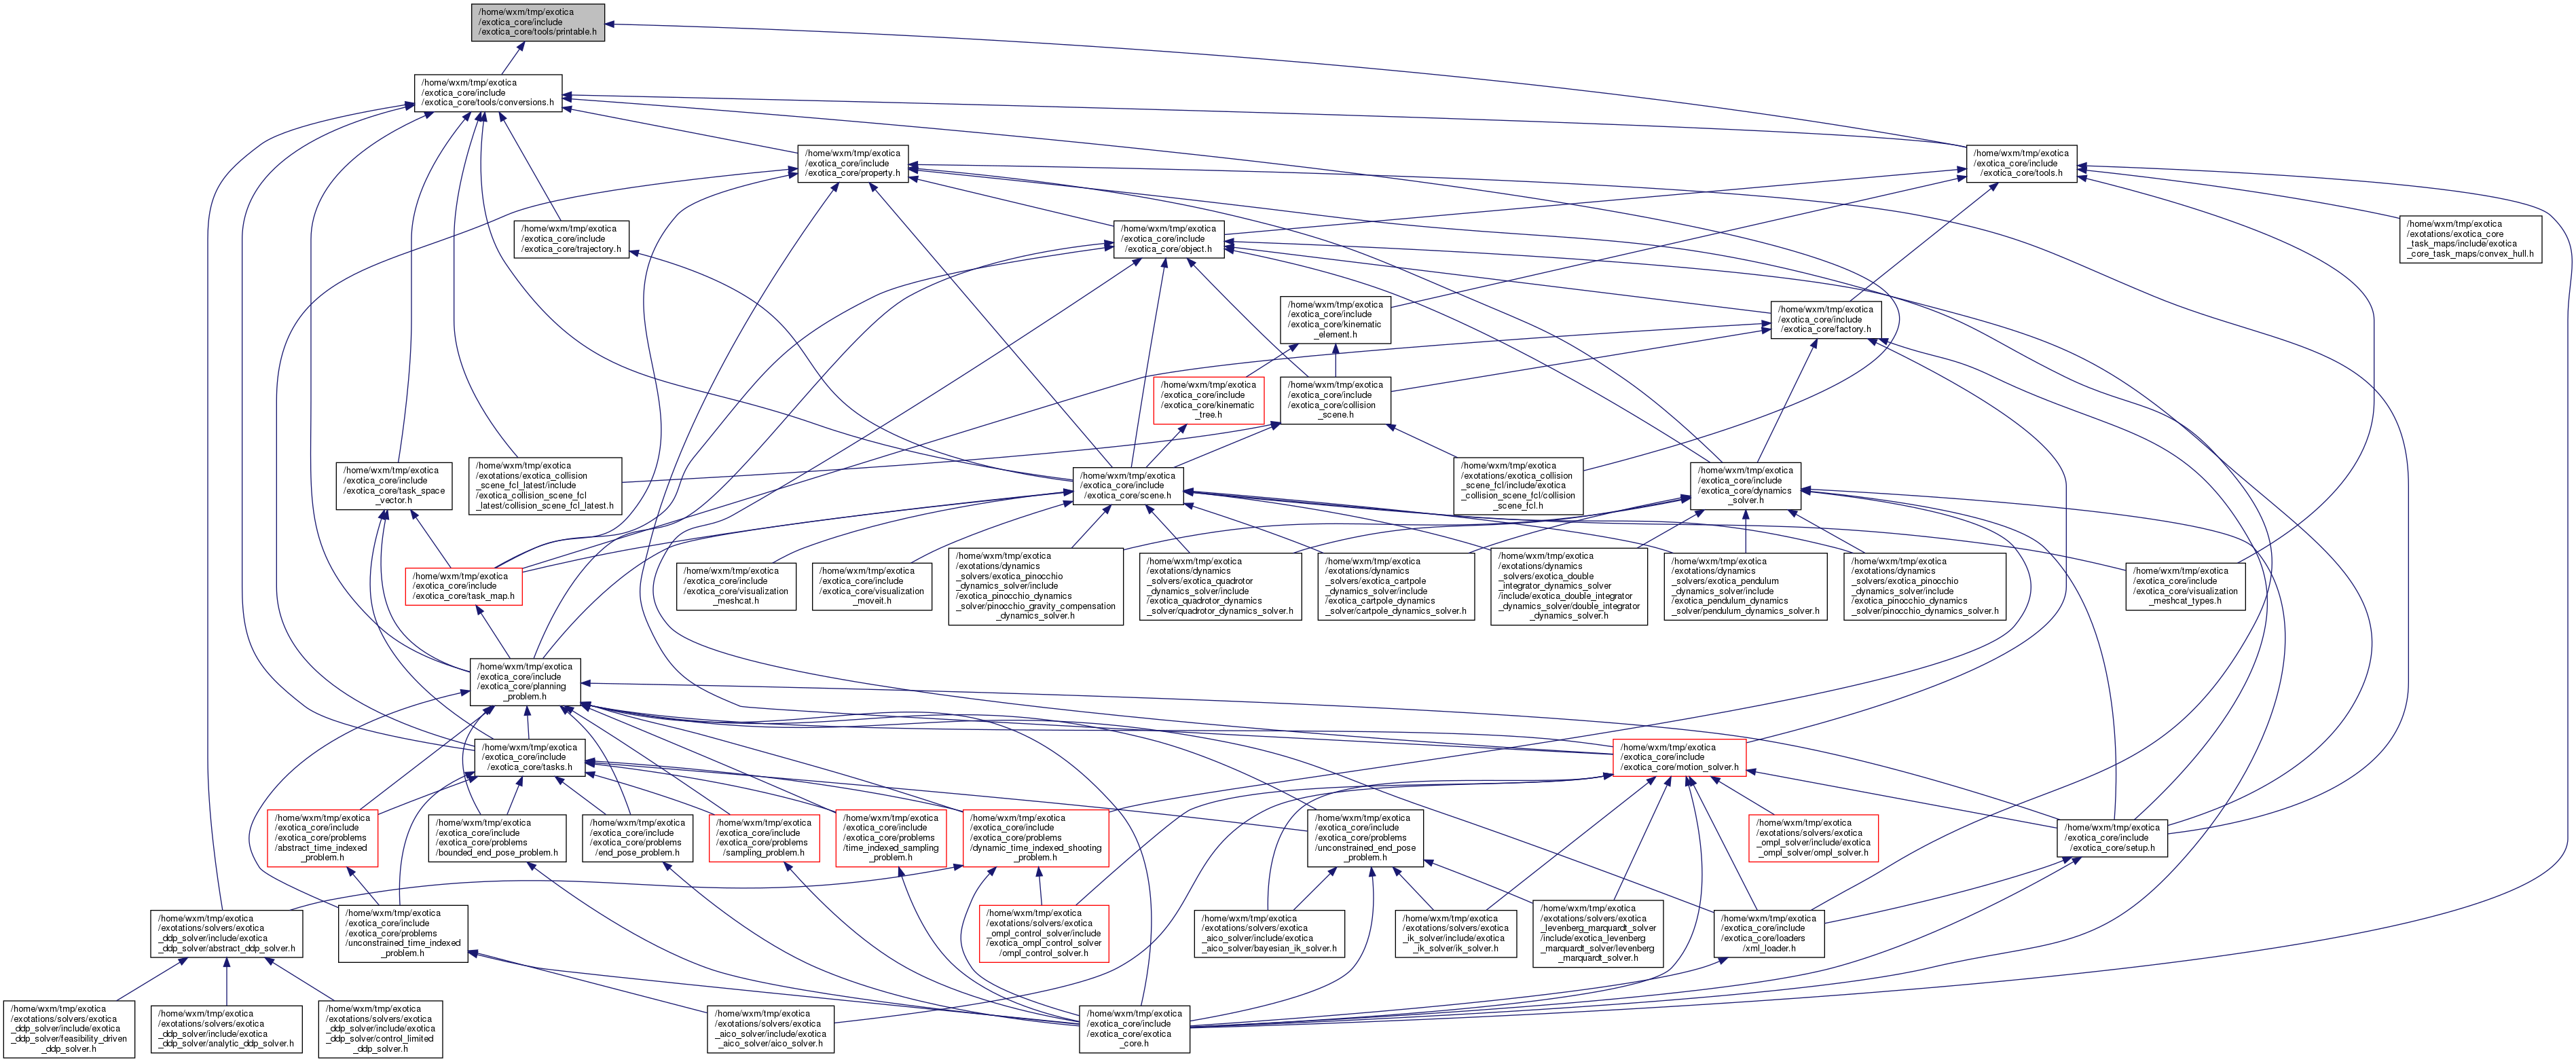 /home/wxm/tmp/exotica
/exotica_core/include
/exotica_core/tools/printable.h
/home/wxm/tmp/exotica
/exotica_core/include
/exotica_core/tools/conversions.h
/home/wxm/tmp/exotica
/exotica_core/include
/exotica_core/property.h
/home/wxm/tmp/exotica
/exotica_core/include
/exotica_core/tools.h
/home/wxm/tmp/exotica
/exotica_core/include
/exotica_core/trajectory.h
/home/wxm/tmp/exotica
/exotica_core/include
/exotica_core/object.h
/home/wxm/tmp/exotica
/exotations/exotica_core
_task_maps/include/exotica
_core_task_maps/convex_hull.h
/home/wxm/tmp/exotica
/exotica_core/include
/exotica_core/kinematic
_element.h
/home/wxm/tmp/exotica
/exotica_core/include
/exotica_core/factory.h
/home/wxm/tmp/exotica
/exotica_core/include
/exotica_core/kinematic
_tree.h
/home/wxm/tmp/exotica
/exotica_core/include
/exotica_core/collision
_scene.h
/home/wxm/tmp/exotica
/exotica_core/include
/exotica_core/task_space
_vector.h
/home/wxm/tmp/exotica
/exotations/exotica_collision
_scene_fcl_latest/include
/exotica_collision_scene_fcl
_latest/collision_scene_fcl_latest.h
/home/wxm/tmp/exotica
/exotica_core/include
/exotica_core/scene.h
/home/wxm/tmp/exotica
/exotations/exotica_collision
_scene_fcl/include/exotica
_collision_scene_fcl/collision
_scene_fcl.h
/home/wxm/tmp/exotica
/exotica_core/include
/exotica_core/dynamics
_solver.h
/home/wxm/tmp/exotica
/exotica_core/include
/exotica_core/task_map.h
/home/wxm/tmp/exotica
/exotica_core/include
/exotica_core/visualization
_meshcat.h
/home/wxm/tmp/exotica
/exotica_core/include
/exotica_core/visualization
_moveit.h
/home/wxm/tmp/exotica
/exotations/dynamics
_solvers/exotica_pinocchio
_dynamics_solver/include
/exotica_pinocchio_dynamics
_solver/pinocchio_gravity_compensation
_dynamics_solver.h
/home/wxm/tmp/exotica
/exotations/dynamics
_solvers/exotica_quadrotor
_dynamics_solver/include
/exotica_quadrotor_dynamics
_solver/quadrotor_dynamics_solver.h
/home/wxm/tmp/exotica
/exotations/dynamics
_solvers/exotica_cartpole
_dynamics_solver/include
/exotica_cartpole_dynamics
_solver/cartpole_dynamics_solver.h
/home/wxm/tmp/exotica
/exotations/dynamics
_solvers/exotica_double
_integrator_dynamics_solver
/include/exotica_double_integrator
_dynamics_solver/double_integrator
_dynamics_solver.h
/home/wxm/tmp/exotica
/exotations/dynamics
_solvers/exotica_pendulum
_dynamics_solver/include
/exotica_pendulum_dynamics
_solver/pendulum_dynamics_solver.h
/home/wxm/tmp/exotica
/exotations/dynamics
_solvers/exotica_pinocchio
_dynamics_solver/include
/exotica_pinocchio_dynamics
_solver/pinocchio_dynamics_solver.h
/home/wxm/tmp/exotica
/exotica_core/include
/exotica_core/visualization
_meshcat_types.h
/home/wxm/tmp/exotica
/exotica_core/include
/exotica_core/planning
_problem.h
/home/wxm/tmp/exotica
/exotica_core/include
/exotica_core/tasks.h
/home/wxm/tmp/exotica
/exotica_core/include
/exotica_core/motion_solver.h
/home/wxm/tmp/exotica
/exotica_core/include
/exotica_core/problems
/abstract_time_indexed
_problem.h
/home/wxm/tmp/exotica
/exotica_core/include
/exotica_core/problems
/bounded_end_pose_problem.h
/home/wxm/tmp/exotica
/exotica_core/include
/exotica_core/problems
/end_pose_problem.h
/home/wxm/tmp/exotica
/exotica_core/include
/exotica_core/problems
/sampling_problem.h
/home/wxm/tmp/exotica
/exotica_core/include
/exotica_core/problems
/time_indexed_sampling
_problem.h
/home/wxm/tmp/exotica
/exotica_core/include
/exotica_core/problems
/dynamic_time_indexed_shooting
_problem.h
/home/wxm/tmp/exotica
/exotica_core/include
/exotica_core/problems
/unconstrained_end_pose
_problem.h
/home/wxm/tmp/exotica
/exotations/solvers/exotica
_ompl_solver/include/exotica
_ompl_solver/ompl_solver.h
/home/wxm/tmp/exotica
/exotica_core/include
/exotica_core/setup.h
/home/wxm/tmp/exotica
/exotations/solvers/exotica
_ddp_solver/include/exotica
_ddp_solver/abstract_ddp_solver.h
/home/wxm/tmp/exotica
/exotica_core/include
/exotica_core/problems
/unconstrained_time_indexed
_problem.h
/home/wxm/tmp/exotica
/exotations/solvers/exotica
_ompl_control_solver/include
/exotica_ompl_control_solver
/ompl_control_solver.h
/home/wxm/tmp/exotica
/exotations/solvers/exotica
_aico_solver/include/exotica
_aico_solver/bayesian_ik_solver.h
/home/wxm/tmp/exotica
/exotations/solvers/exotica
_ik_solver/include/exotica
_ik_solver/ik_solver.h
/home/wxm/tmp/exotica
/exotations/solvers/exotica
_levenberg_marquardt_solver
/include/exotica_levenberg
_marquardt_solver/levenberg
_marquardt_solver.h
/home/wxm/tmp/exotica
/exotica_core/include
/exotica_core/loaders
/xml_loader.h
/home/wxm/tmp/exotica
/exotations/solvers/exotica
_ddp_solver/include/exotica
_ddp_solver/feasibility_driven
_ddp_solver.h
/home/wxm/tmp/exotica
/exotations/solvers/exotica
_ddp_solver/include/exotica
_ddp_solver/analytic_ddp_solver.h
/home/wxm/tmp/exotica
/exotations/solvers/exotica
_ddp_solver/include/exotica
_ddp_solver/control_limited
_ddp_solver.h
/home/wxm/tmp/exotica
/exotations/solvers/exotica
_aico_solver/include/exotica
_aico_solver/aico_solver.h
/home/wxm/tmp/exotica
/exotica_core/include
/exotica_core/exotica
_core.h